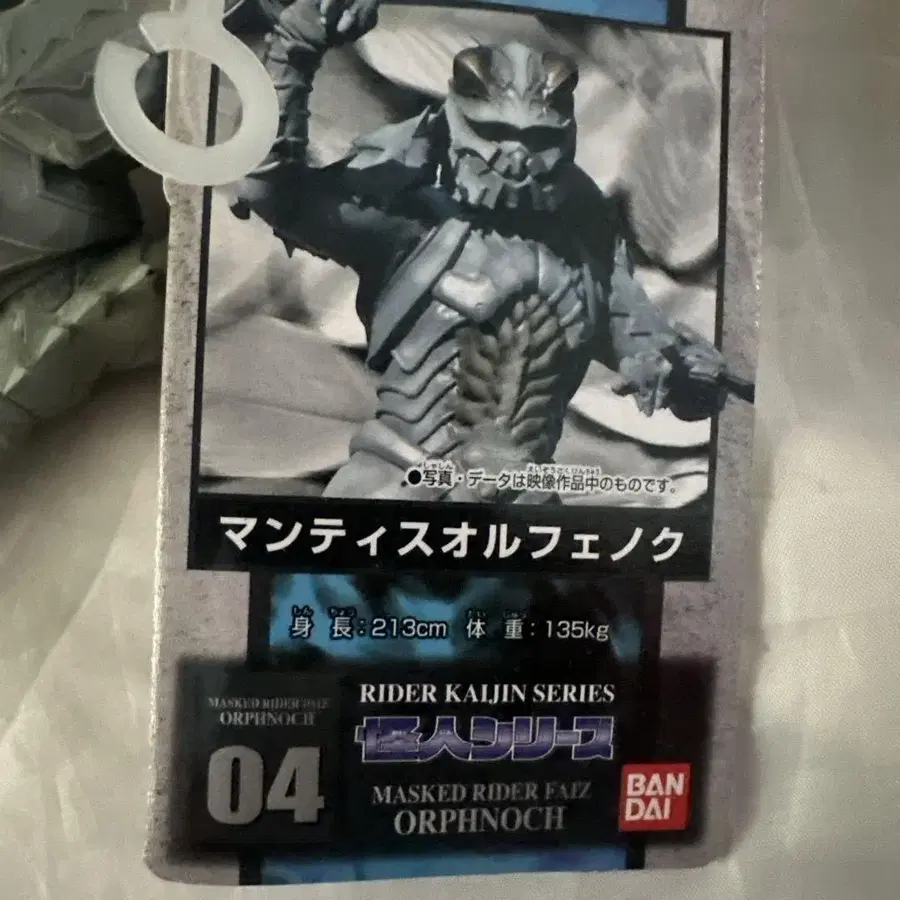 ●写真・データは映像作品中のものです。
マンティスオルフェノク
身長：213cm 体重：135kg
MASKED RIDER FAIZ
ORPHNOCH
04
RIDER KAIJIN SERIES
怪人シリーズ
MASKED RIDER FAIZ
ORPHNOCH
BAN
DAI